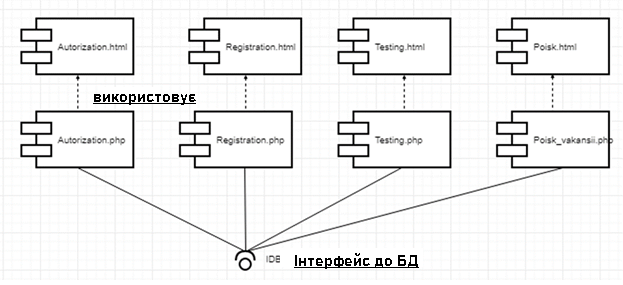 Autorization.html
Registration.html
Testing.html
Poisk.html
використовує
Autorization.php
Registration.php
Testing.php
Poisk_vakansii.php
IDB
Інтерфейс до БД